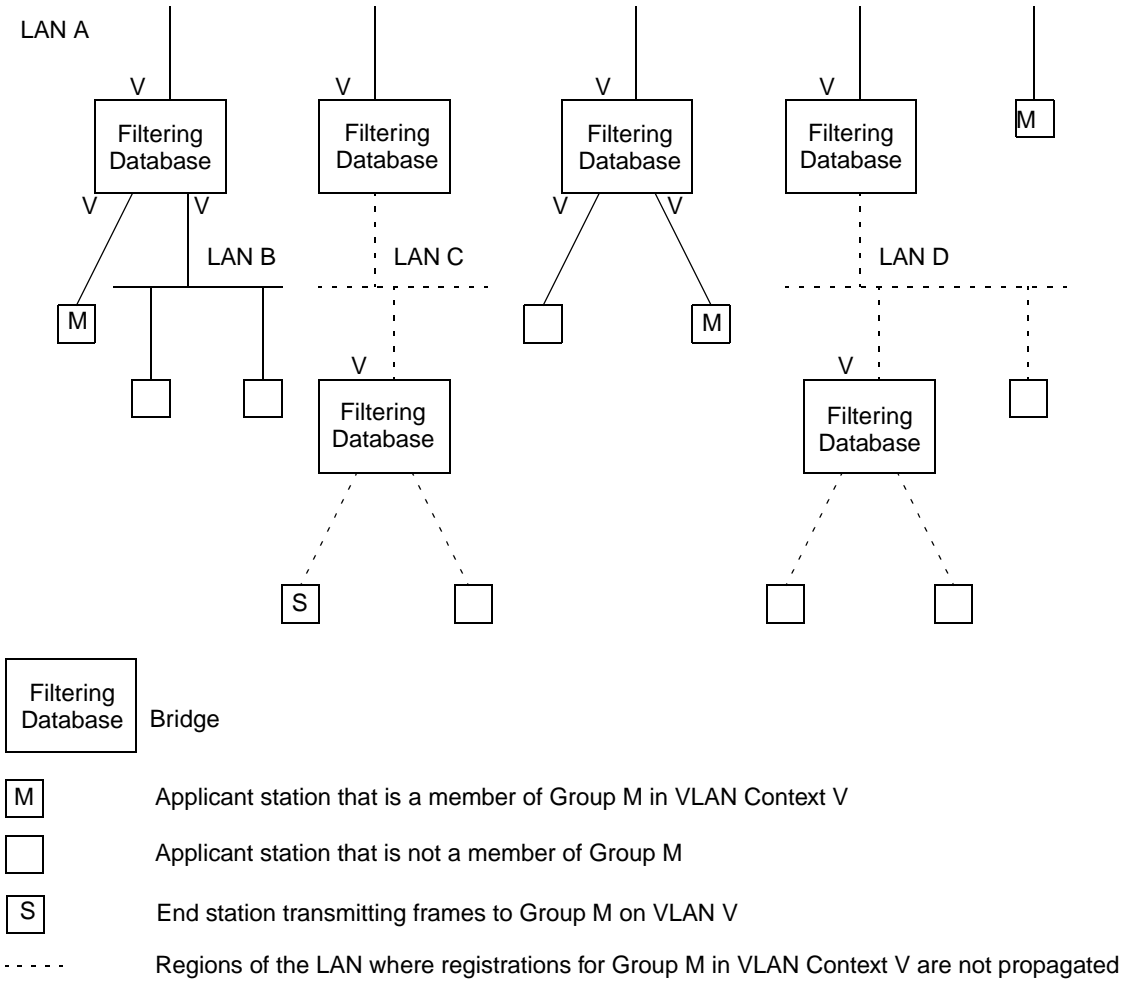 LAN A
V V V V
M
Filtering Database
Filtering Database
Filtering Database
Filtering Database
V V V V
LAN B LAN C LAN D
M M
V V
Filtering Database
Filtering Database
S
Filtering Database
Bridge
M Applicant station that is a member of Group M in VLAN Context V
Applicant station that is not a member of Group M
S End station transmitting frames to Group M on VLAN V
Regions of the LAN where registrations for Group M in VLAN Context V are not propagated